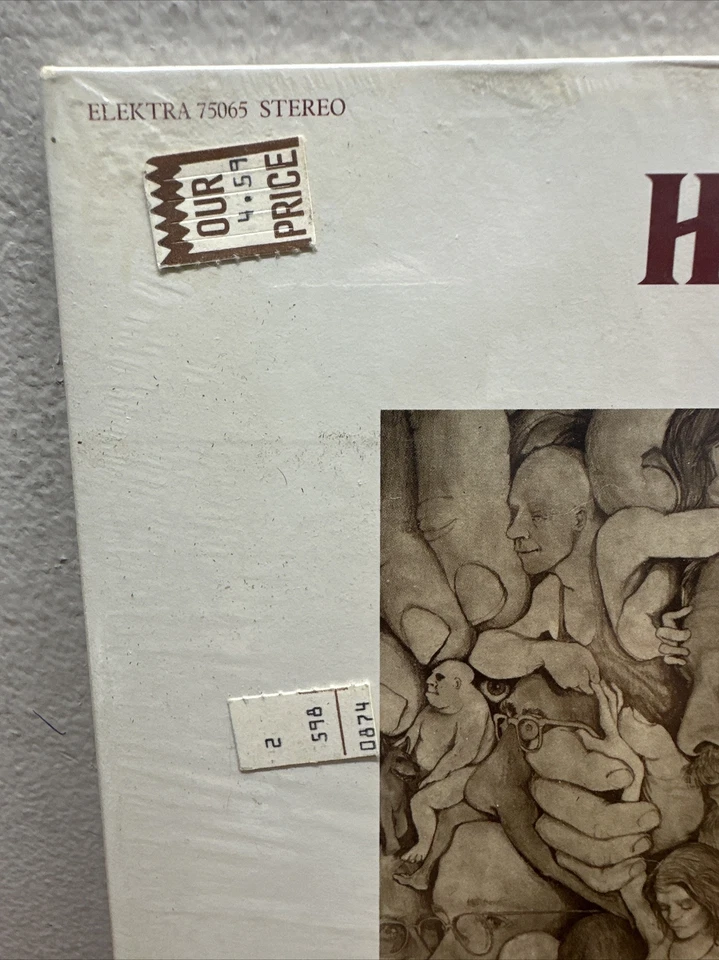 ELEKTRA 75065 STEREO
OUR
4.59
PRICE
H
2
598
0874